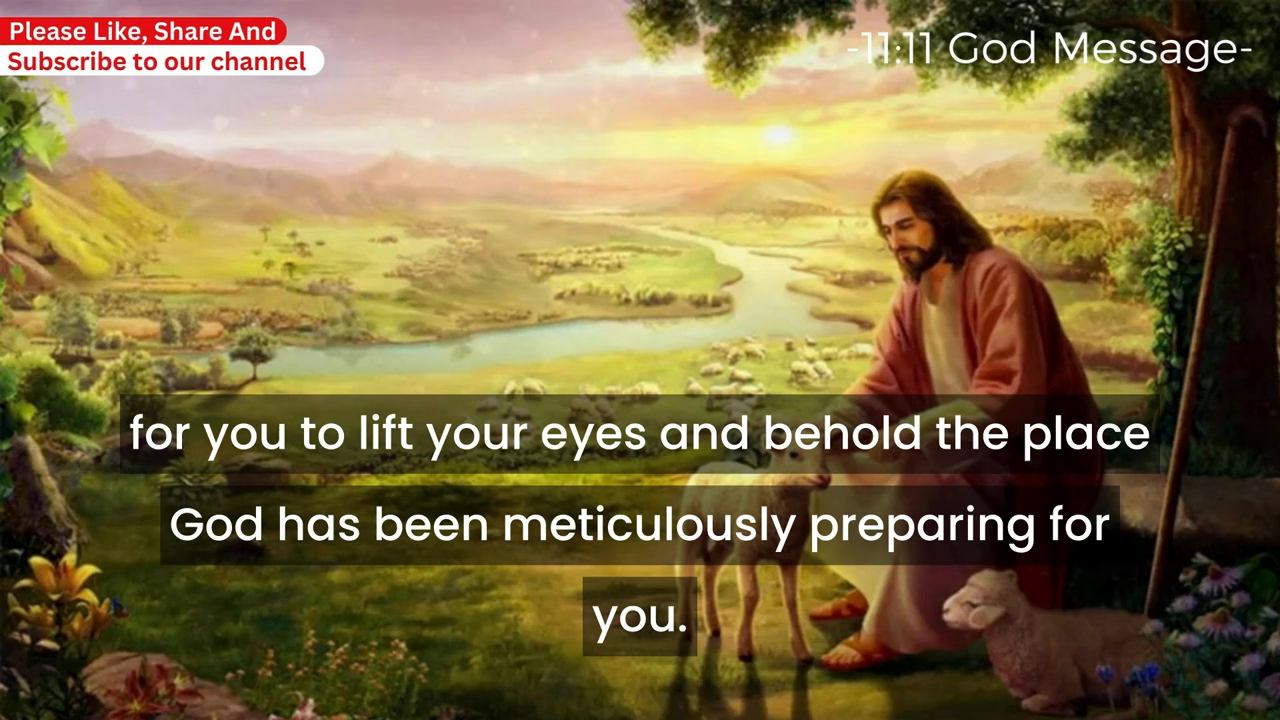 Please Like, Share And
Subscribe to our channel
-11:11 God Message-
for you to lift your eyes and behold the place
God has been meticulously preparing for
you.